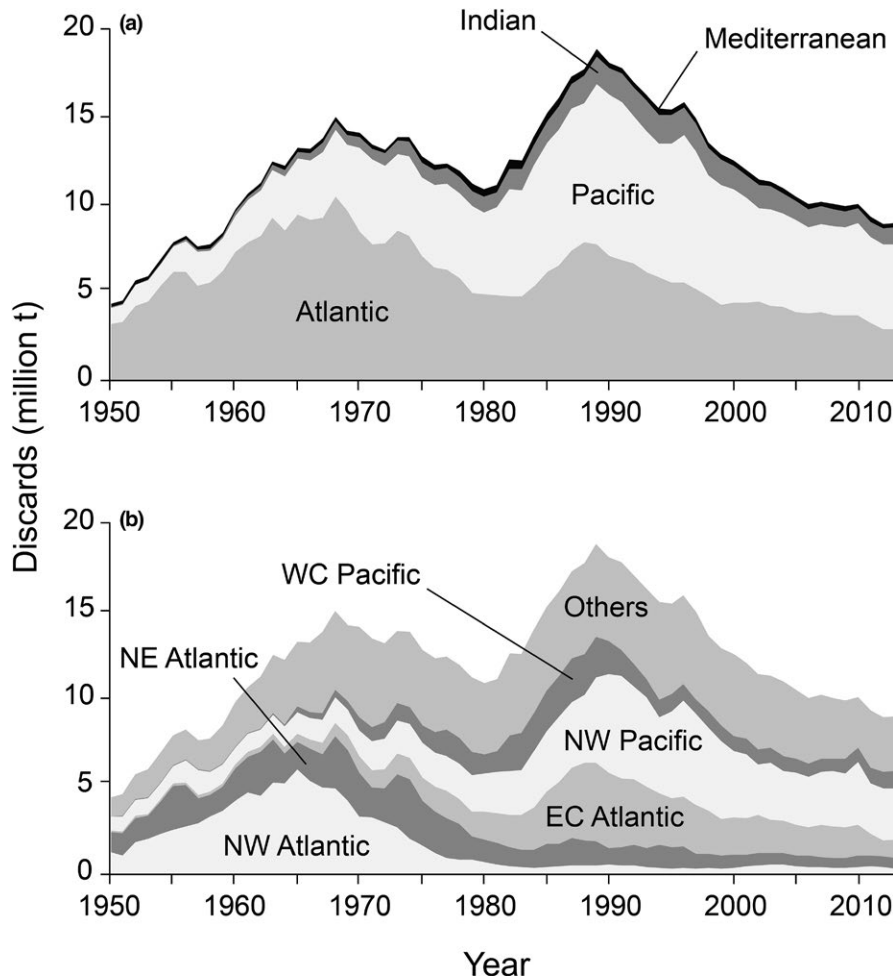 (a)
Discards (million t)
20
15
10
5
0
Indian
Mediterranean
Pacific
Atlantic
1950 1960 1970 1980 1990 2000 2010
(b)
20
15
10
5
0
WC Pacific
Others
NE Atlantic
NW Pacific
EC Atlantic
NW Atlantic
1950 1960 1970 1980 1990 2000 2010
Year